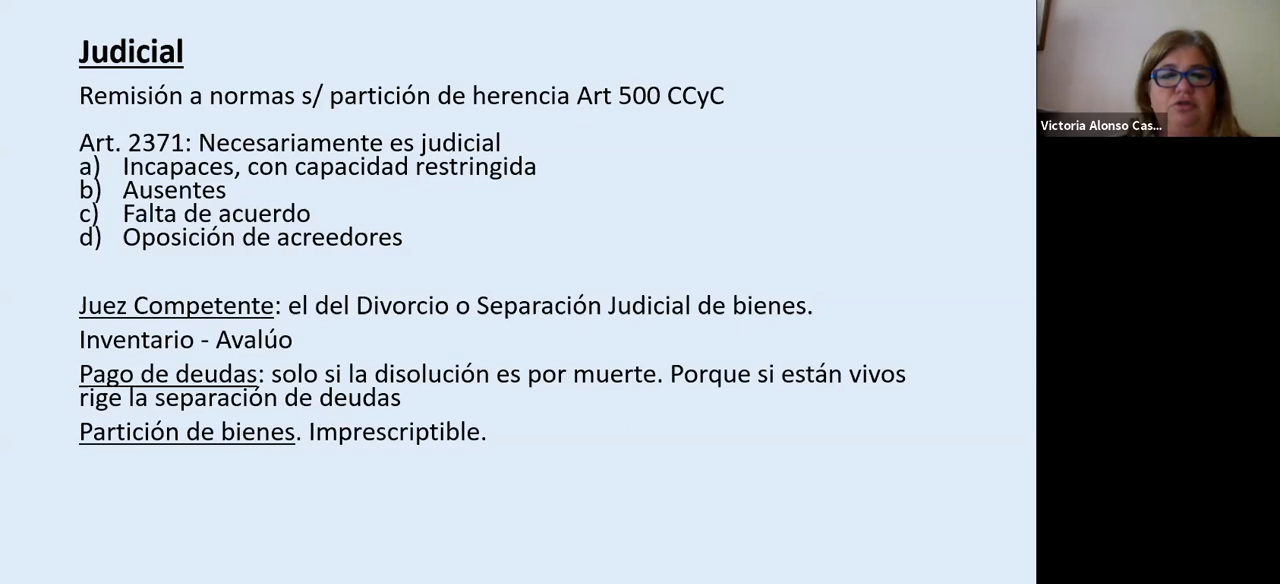 Judicial
Remisión a normas s/ partición de herencia Art 500 CCyC
Art. 2371: Necesariamente es judicial
a) Incapaces, con capacidad restringida
b) Ausentes
c) Falta de acuerdo
d) Oposición de acreedores
Juez Competente: el del Divorcio o Separación Judicial de bienes.
Inventario - Avalúo
Pago de deudas: solo si la disolución es por muerte. Porque si están vivos
rige la separación de deudas
Partición de bienes. Imprescriptible.
Victoria Alonso Cas...